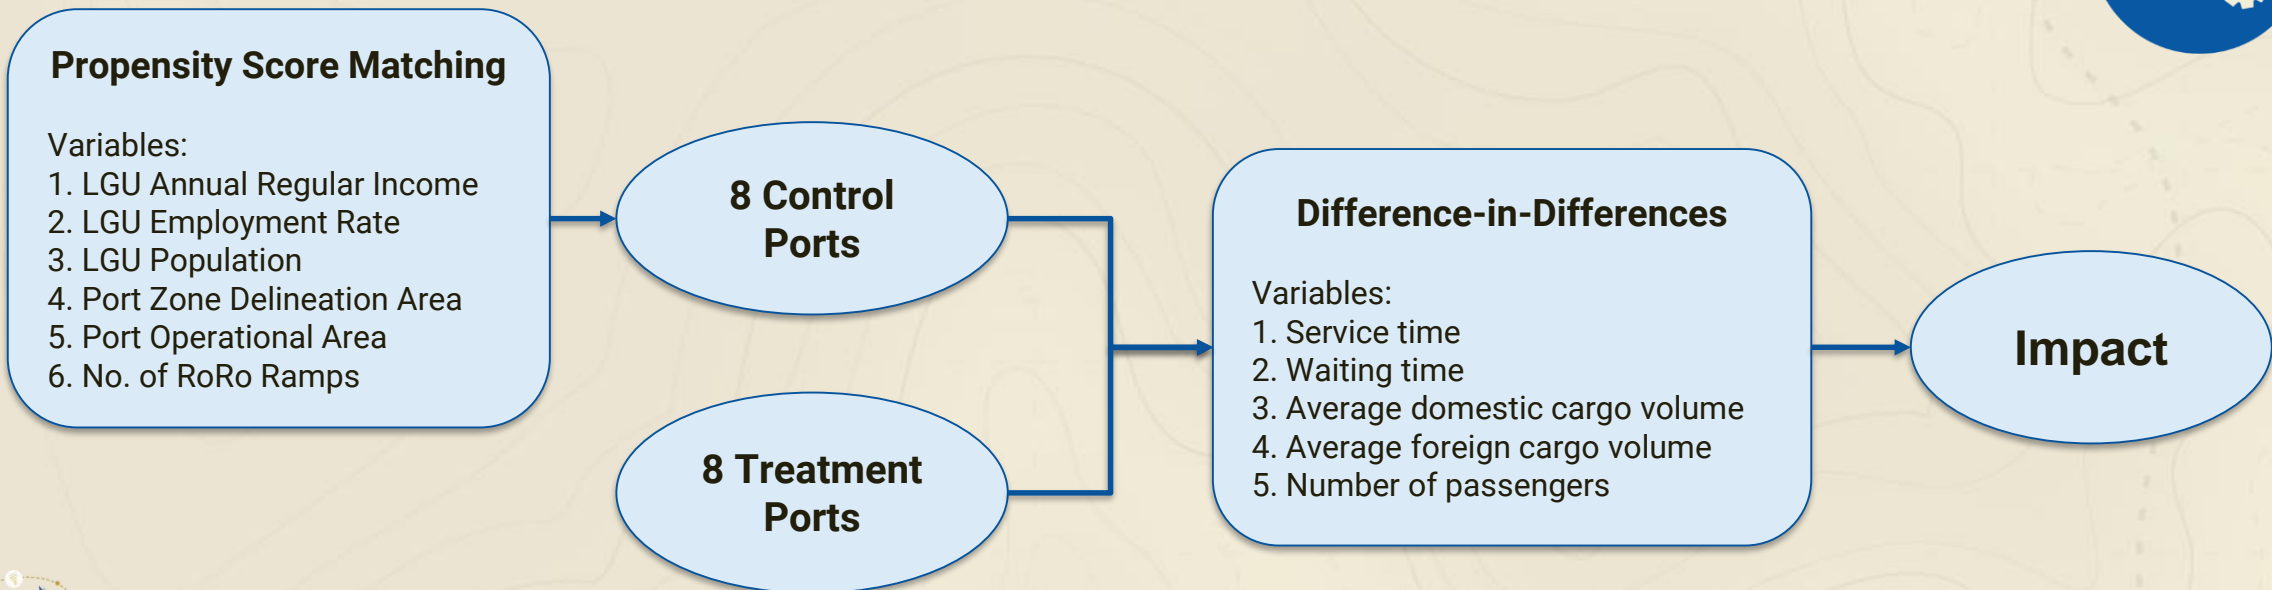 Propensity Score Matching
Variables:
1. LGU Annual Regular Income
2. LGU Employment Rate
3. LGU Population
4. Port Zone Delineation Area
5. Port Operational Area
6. No. of RoRo Ramps
8 Control
Ports
8 Treatment
Ports
Difference-in-Differences
Variables:
1. Service time
2. Waiting time
3. Average domestic cargo volume
4. Average foreign cargo volume
5. Number of passengers
Impact